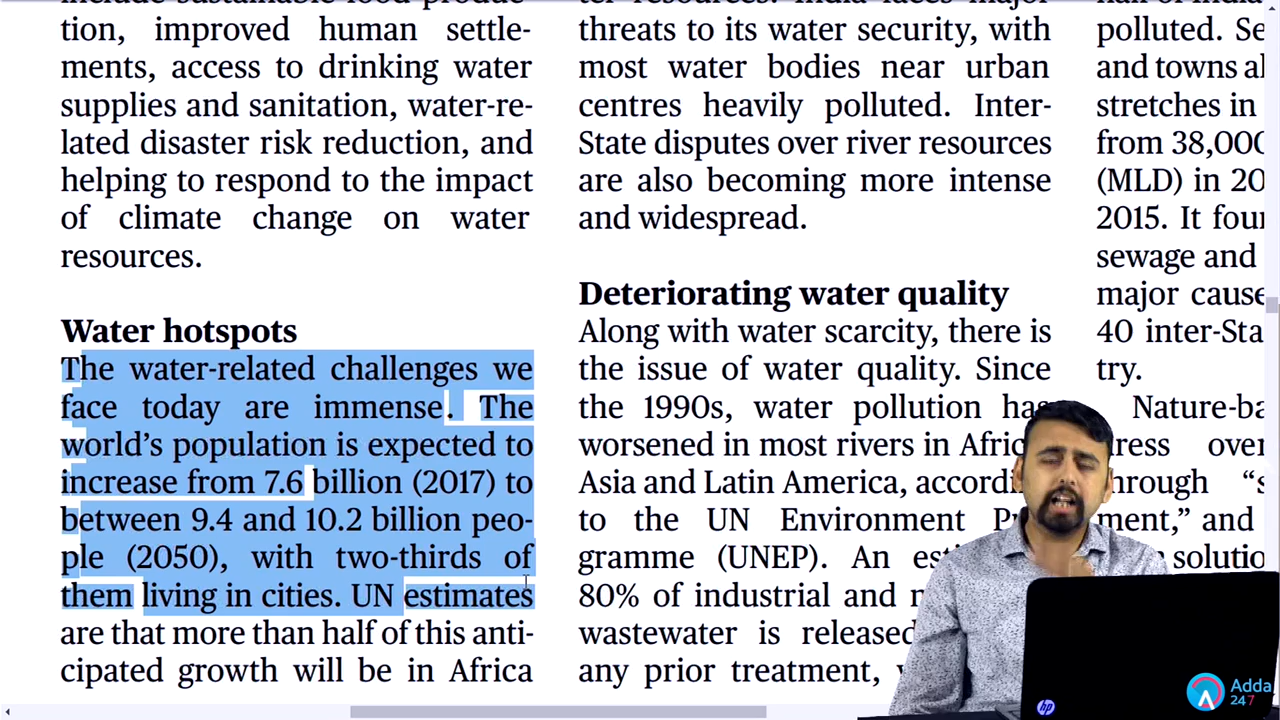 tion, improved human settle-
ments, access to drinking water
supplies and sanitation, water-re-
lated disaster risk reduction, and
helping to respond to the impact
of climate change on water
resources.
Water hotspots
The water-related challenges we
face today are immense. The
world’s population is expected to
increase from 7.6 billion (2017) to
between 9.4 and 10.2 billion peo-
ple (2050), with two-thirds of
them living in cities. UN estimates
are that more than half of this anti-
cipated growth will be in Africa
threats to its water security, with
most water bodies near urban
centres heavily polluted. Inter-
State disputes over river resources
are also becoming more intense
and widespread.
Deteriorating water quality
Along with water scarcity, there is
the issue of water quality. Since
the 1990s, water pollution has
worsened in most rivers in Afric
Asia and Latin America, accordi
to the UN Environment P
gramme (UNEP). An es
80% of industrial and
wastewater is released
any prior treatment,
polluted. Se
and towns al
stretches in
from 38,000
(MLD) in 20
2015. It four
sewage and
major cause
40 inter-Sta
try.
Nature-ba
ress over
hrough “s
ment,” and
solutio
hp
Adda
247